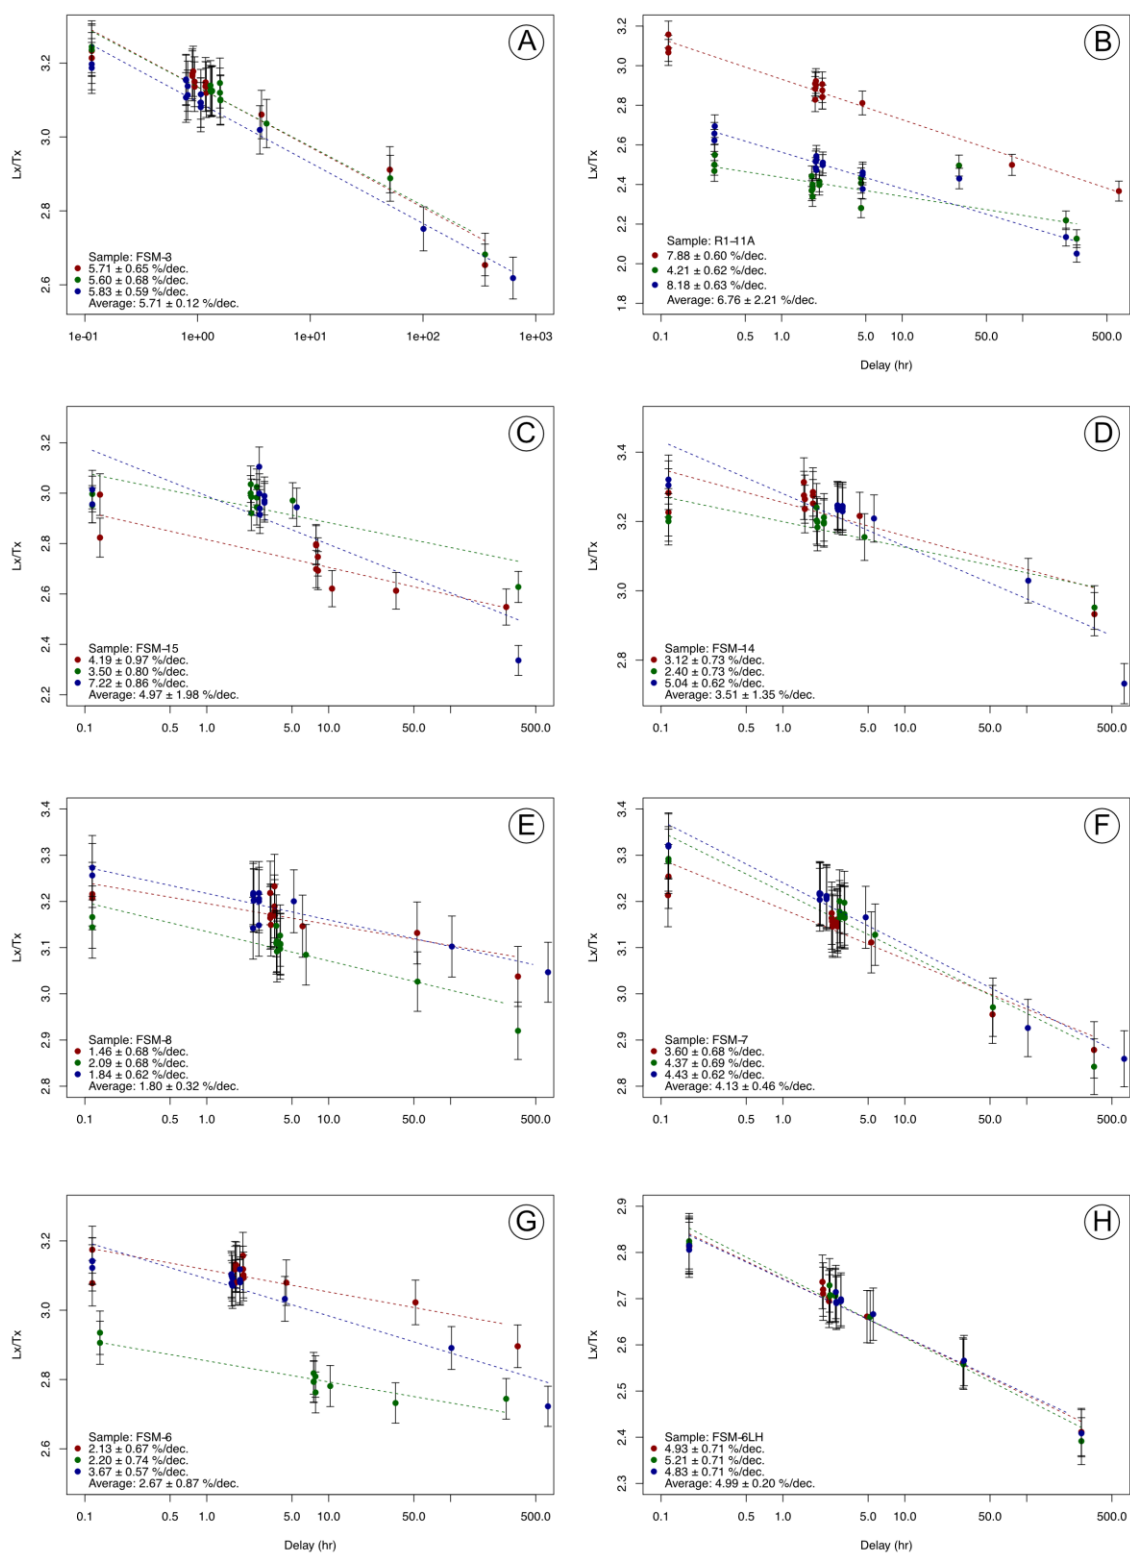 A
Lx/Tx
3.2
3.0
2.8
2.6
Sample: FSM-3
5.71 ± 0.65 %/dec.
5.60 ± 0.68 %/dec.
5.83 ± 0.59 %/dec.
Average: 5.71 ± 0.12 %/dec.
1e-01 1e+00 1e+01 1e+02 1e+03
B
Lx/Tx
3.2
3.0
2.8
2.6
2.4
2.2
2.0
1.8
Sample: R1-11A
7.88 ± 0.60 %/dec.
4.21 ± 0.62 %/dec.
8.18 ± 0.63 %/dec.
Average: 6.76 ± 2.21 %/dec.
0.1 0.5 1.0 5.0 10.0 50.0 500.0
Delay (hr)
C
Lx/Tx
3.2
3.0
2.8
2.6
2.4
2.2
Sample: FSM-15
4.19 ± 0.97 %/dec.
3.50 ± 0.80 %/dec.
7.22 ± 0.86 %/dec.
Average: 4.97 ± 1.98 %/dec.
0.1 0.5 1.0 5.0 10.0 50.0 500.0
D
Lx/Tx
3.4
3.2
3.0
2.8
Sample: FSM-14
3.12 ± 0.73 %/dec.
2.40 ± 0.73 %/dec.
5.04 ± 0.62 %/dec.
Average: 3.51 ± 1.35 %/dec.
0.1 0.5 1.0 5.0 10.0 50.0 500.0
E
Lx/Tx
3.4
3.3
3.2
3.1
3.0
2.9
2.8
Sample: FSM-8
1.46 ± 0.68 %/dec.
2.09 ± 0.68 %/dec.
1.84 ± 0.62 %/dec.
Average: 1.80 ± 0.32 %/dec.
0.1 0.5 1.0 5.0 10.0 50.0 500.0
F
Lx/Tx
3.4
3.3
3.2
3.1
3.0
2.9
2.8
Sample: FSM-7
3.60 ± 0.68 %/dec.
4.37 ± 0.69 %/dec.
4.43 ± 0.62 %/dec.
Average: 4.13 ± 0.46 %/dec.
0.1 0.5 1.0 5.0 10.0 50.0 500.0
G
Lx/Tx
3.2
3.0
2.8
2.6
Sample: FSM-6
2.13 ± 0.67 %/dec.
2.20 ± 0.74 %/dec.
3.67 ± 0.57 %/dec.
Average: 2.67 ± 0.87 %/dec.
0.1 0.5 1.0 5.0 10.0 50.0 500.0
Delay (hr)
H
Lx/Tx
2.9
2.8
2.7
2.6
2.5
2.4
2.3
Sample: FSM-6LH
4.93 ± 0.71 %/dec.
5.21 ± 0.71 %/dec.
4.83 ± 0.71 %/dec.
Average: 4.99 ± 0.20 %/dec.
0.1 0.5 1.0 5.0 10.0 50.0 500.0
Delay (hr)